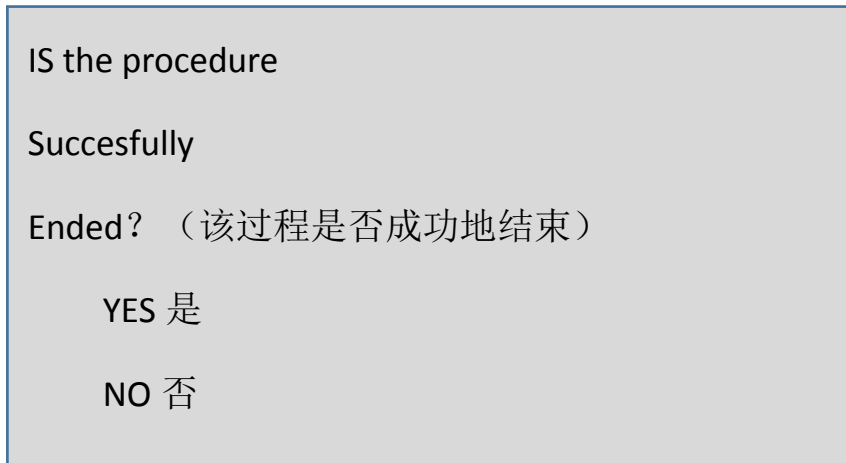 IS the procedure
Succesfully
Ended？（该过程是否成功地结束）
YES 是
NO 否